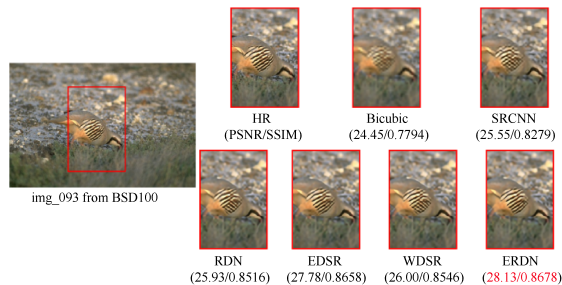 HR
(PSNR/SSIM)
Bicubic
(24.45/0.7794)
SRCNN
(25.55/0.8279)
img_093 from BSD100
RDN
(25.93/0.8516)
EDSR
(27.78/0.8658)
WDSR
(26.00/0.8546)
ERDN
(28.13/0.8678)